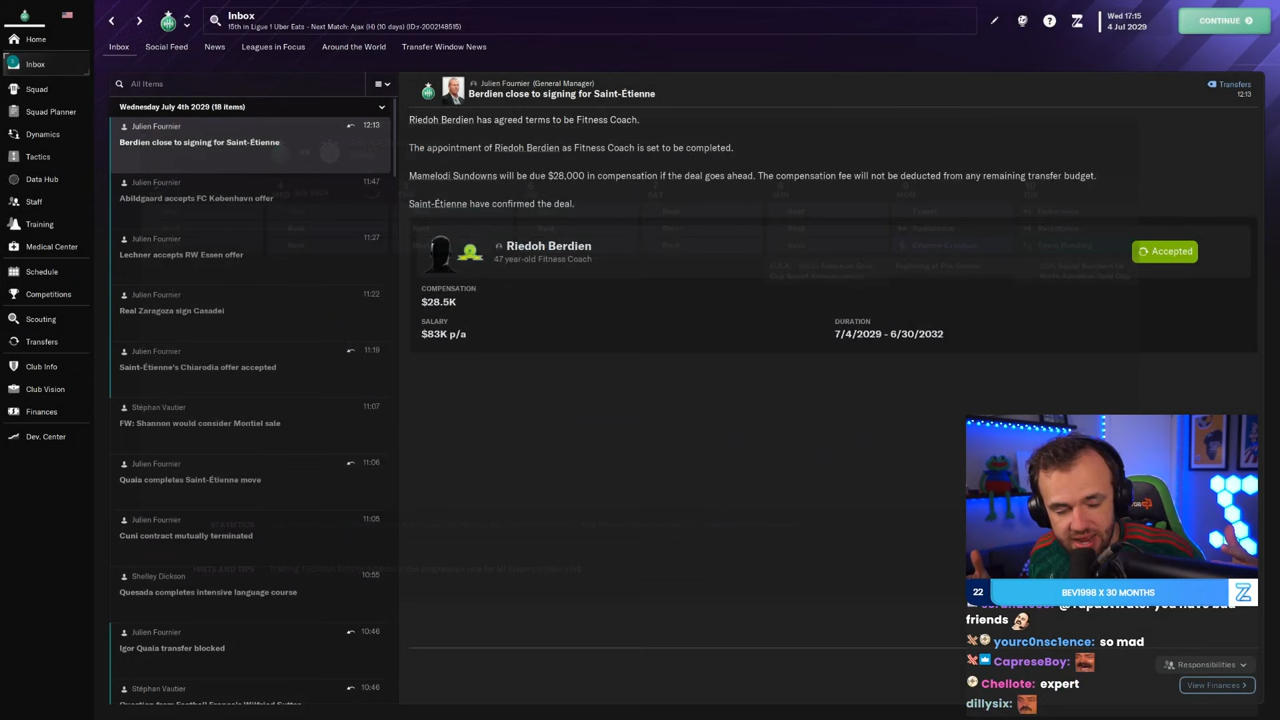 Inbox
15th in Ligue 1 Uber Eats - Next Match: Ajax (H) (10 days) (ID:r-2002148515)
Wed 17:15
4 Jul 2029
CONTINUE
Inbox
Social Feed
News
Leagues in Focus
Around the World
Transfer Window News
Home
Inbox
Squad
Squad Planner
Dynamics
Tactics
Data Hub
Staff
Training
Medical Center
Schedule
Competitions
Scouting
Transfers
Club Info
Club Vision
Finances
Dev. Center
All Items
Wednesday July 4th 2029 (18 items)
Julien Fournier
12:13
Berdien close to signing for Saint-Étienne
Julien Fournier
11:47
Abildgaard accepts FC København offer
Julien Fournier
11:27
Lechner accepts RW Essen offer
Julien Fournier
11:22
Real Zaragoza sign Casadei
Julien Fournier
11:19
Saint-Étienne's Chiarodia offer accepted
Stéphan Vautier
11:07
FW: Shannon would consider Montiel sale
Julien Fournier
11:06
Quaia completes Saint-Étienne move
Julien Fournier
11:05
Cuni contract mutually terminated
Shelley Dickson
10:55
Quesada completes intensive language course
Julien Fournier
10:46
Igor Quaia transfer blocked
Stéphan Vautier
10:46
Question from Football France's Wilfried Sutter
Julien Fournier (General Manager)
Berdien close to signing for Saint-Étienne
Transfers
12:13
Riedoh Berdien has agreed terms to be Fitness Coach.
The appointment of Riedoh Berdien as Fitness Coach is set to be completed.
Mamelodi Sundowns will be due $28,000 in compensation if the deal goes ahead. The compensation fee will not be deducted from any remaining transfer budget.
Saint-Étienne have confirmed the deal.
Riedoh Berdien
47 year-old Fitness Coach
Accepted
COMPENSATION
$28.5K
SALARY
$83K p/a
DURATION
7/4/2029 - 6/30/2032
22
BEV1998 X 30 MONTHS
you have bad
friends
yourc0nsc1ence: so mad
CapreseBoy:
Chellote: expert
dillysix:
Responsibilities
View Finances